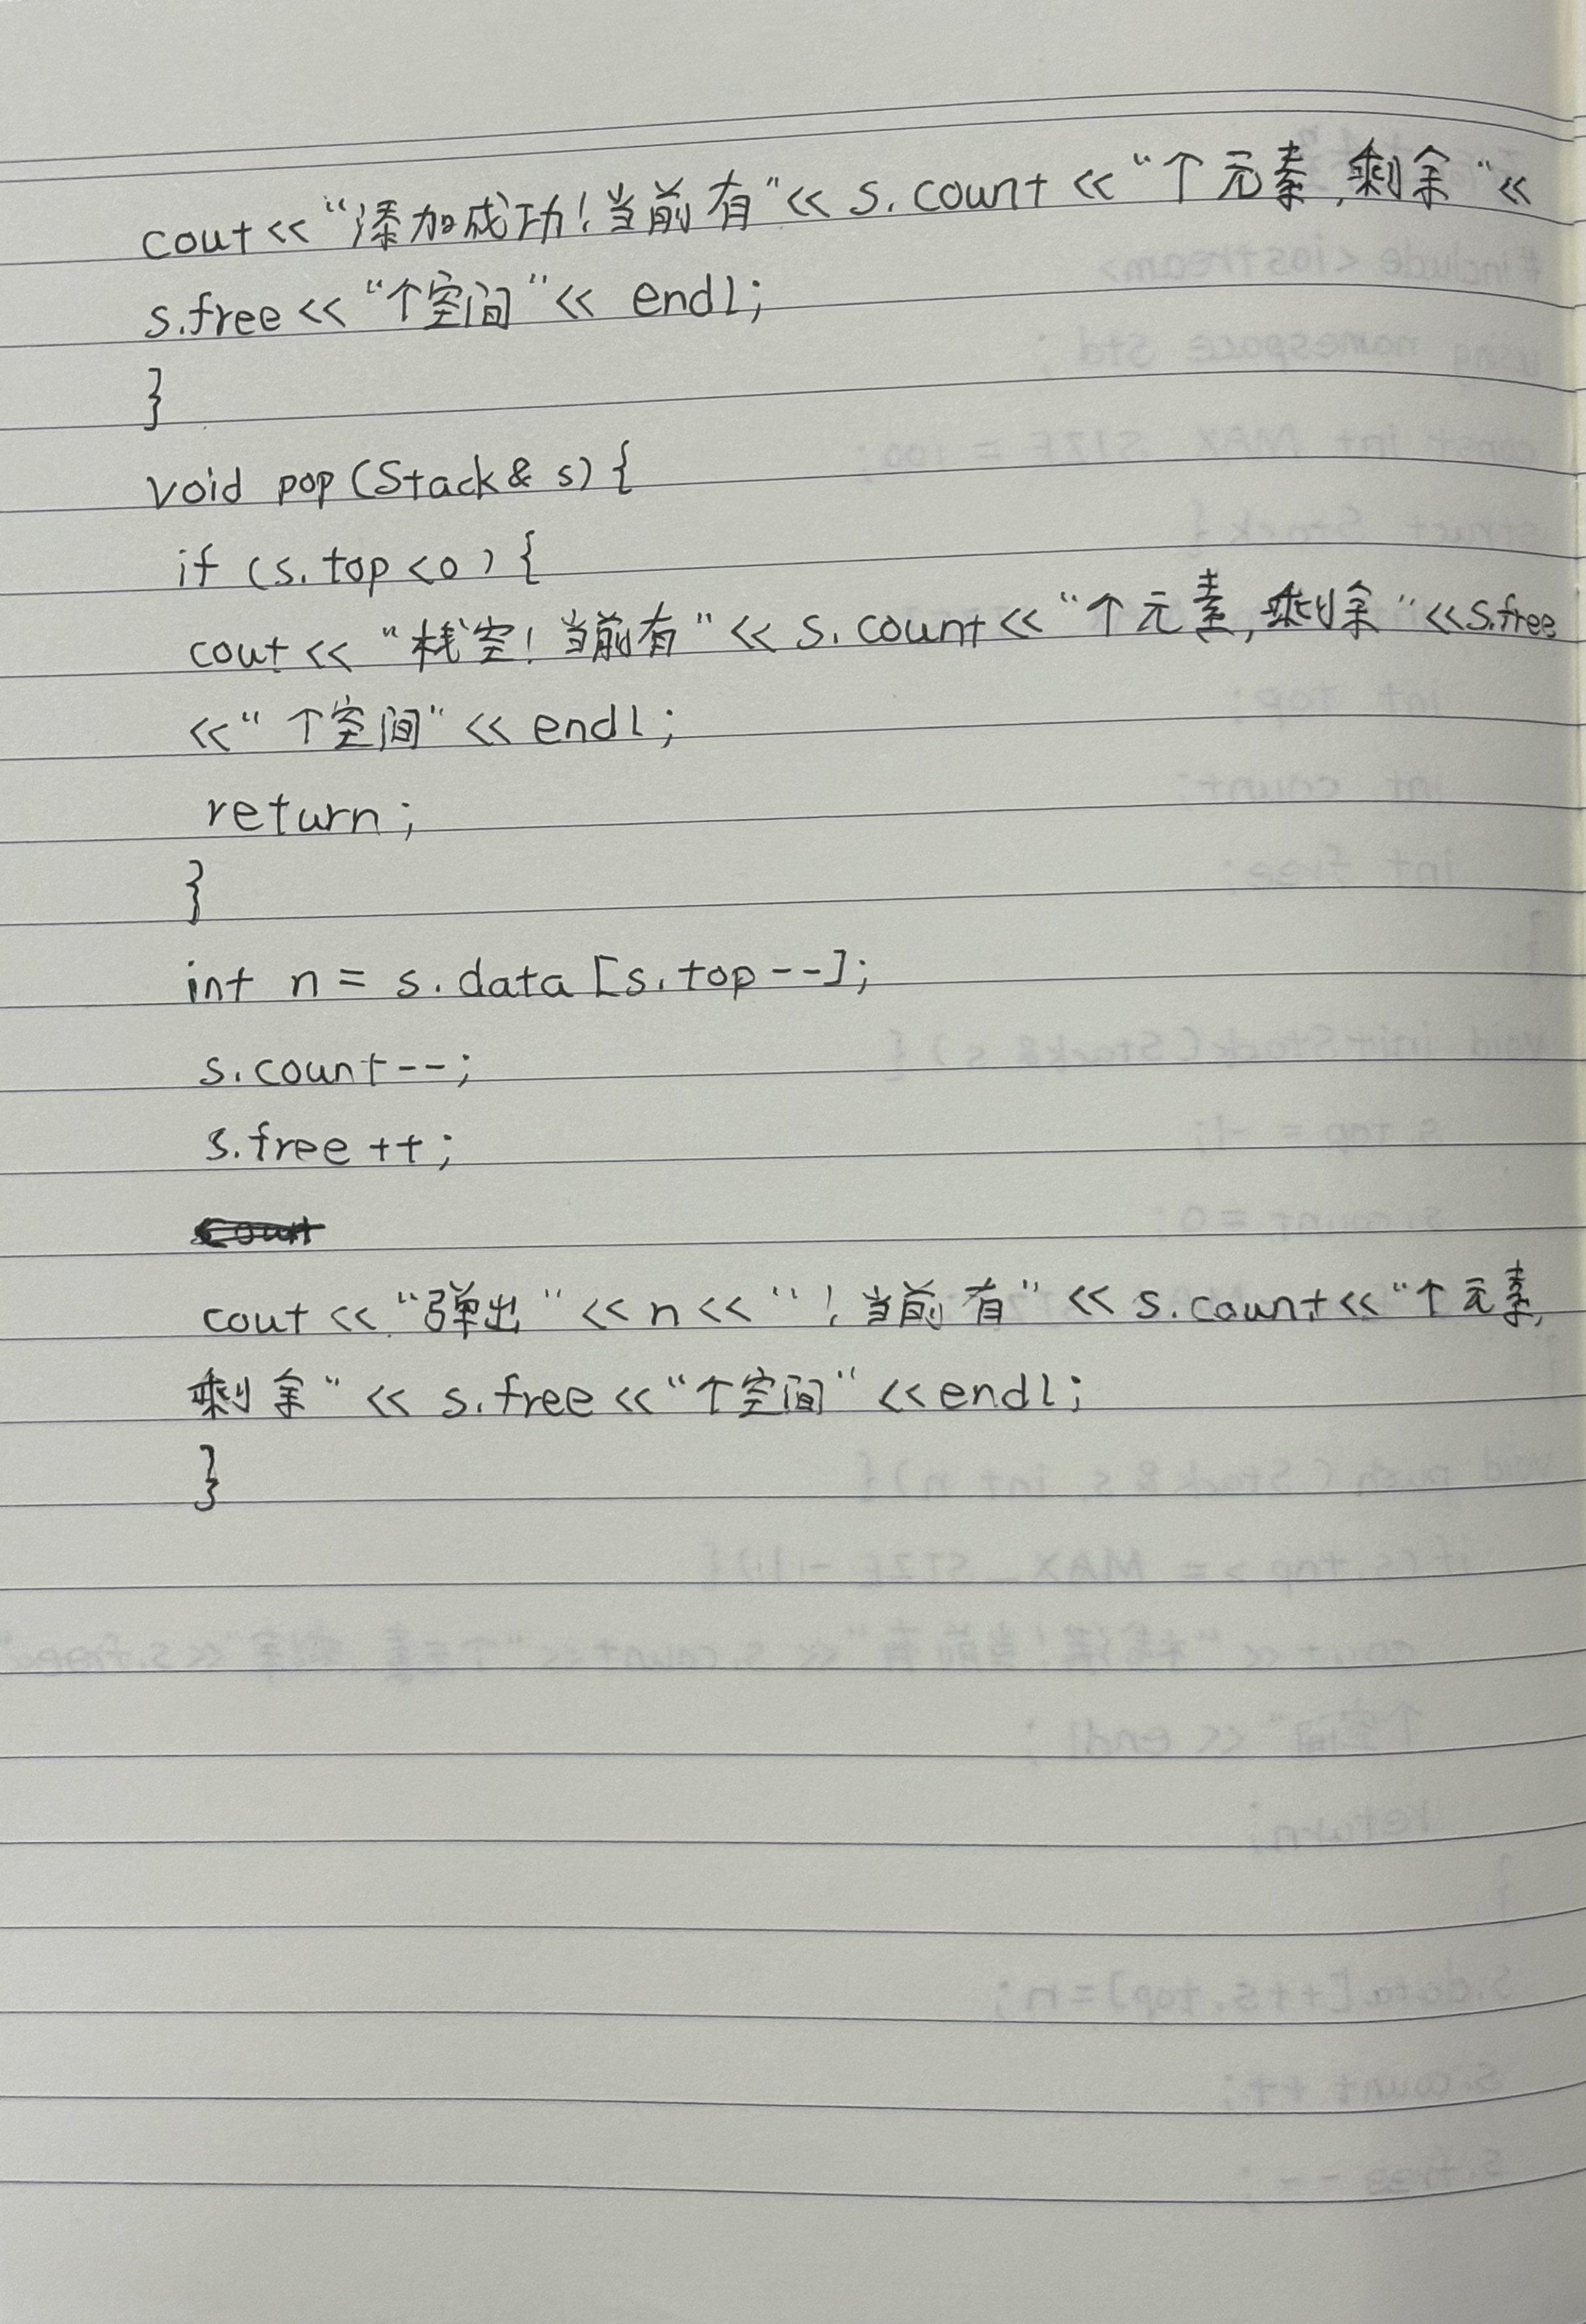 cout << "添加成功!当前有" << s.count << "个元素,剩余" <<
s.free << "个空间" << endl;
}
void pop(Stack& s){
if (s.top<0){
cout << "栈空!当前有" << s.count << "个元素,剩余" << s.free
<< "个空间" << endl;
return;
}
int n = s.data[s.top--];
s.count--;
s.free++;
cout << "弹出" << n << "!当前有" << s.count << "个元素,
剩余" << s.free << "个空间" << endl;
}